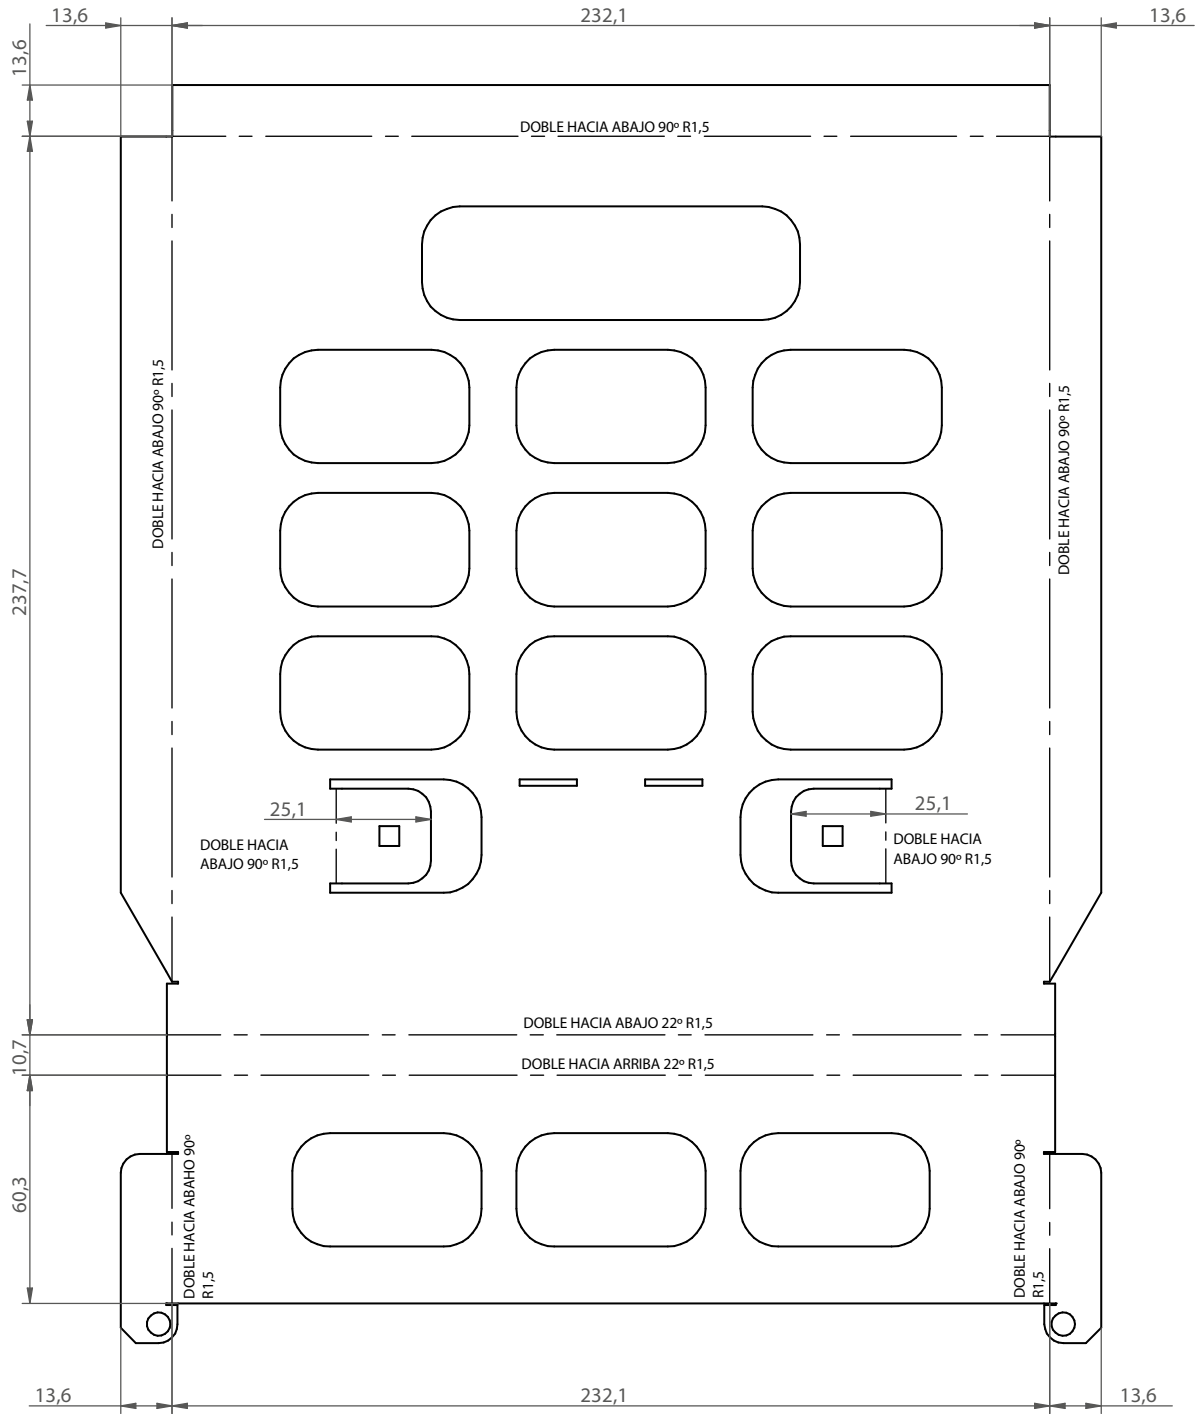 13,6
232,1
13,6
13,6
DOBLE HACIA ABAJO 90º R1,5
DOBLE HACIA ABAJO 90º R1,5
DOBLE HACIA ABAJO 90º R1,5
237,7
25,1
25,1
DOBLE HACIA
ABAJO 90º R1,5
DOBLE HACIA
ABAJO 90º R1,5
DOBLE HACIA ABAJO 22º R1,5
10,7
DOBLE HACIA ARRIBA 22º R1,5
60,3
DOBLE HACIA ABAHO 90º
R1,5
DOBLE HACIA ABAJO 90º
R1,5
13,6
232,1
13,6